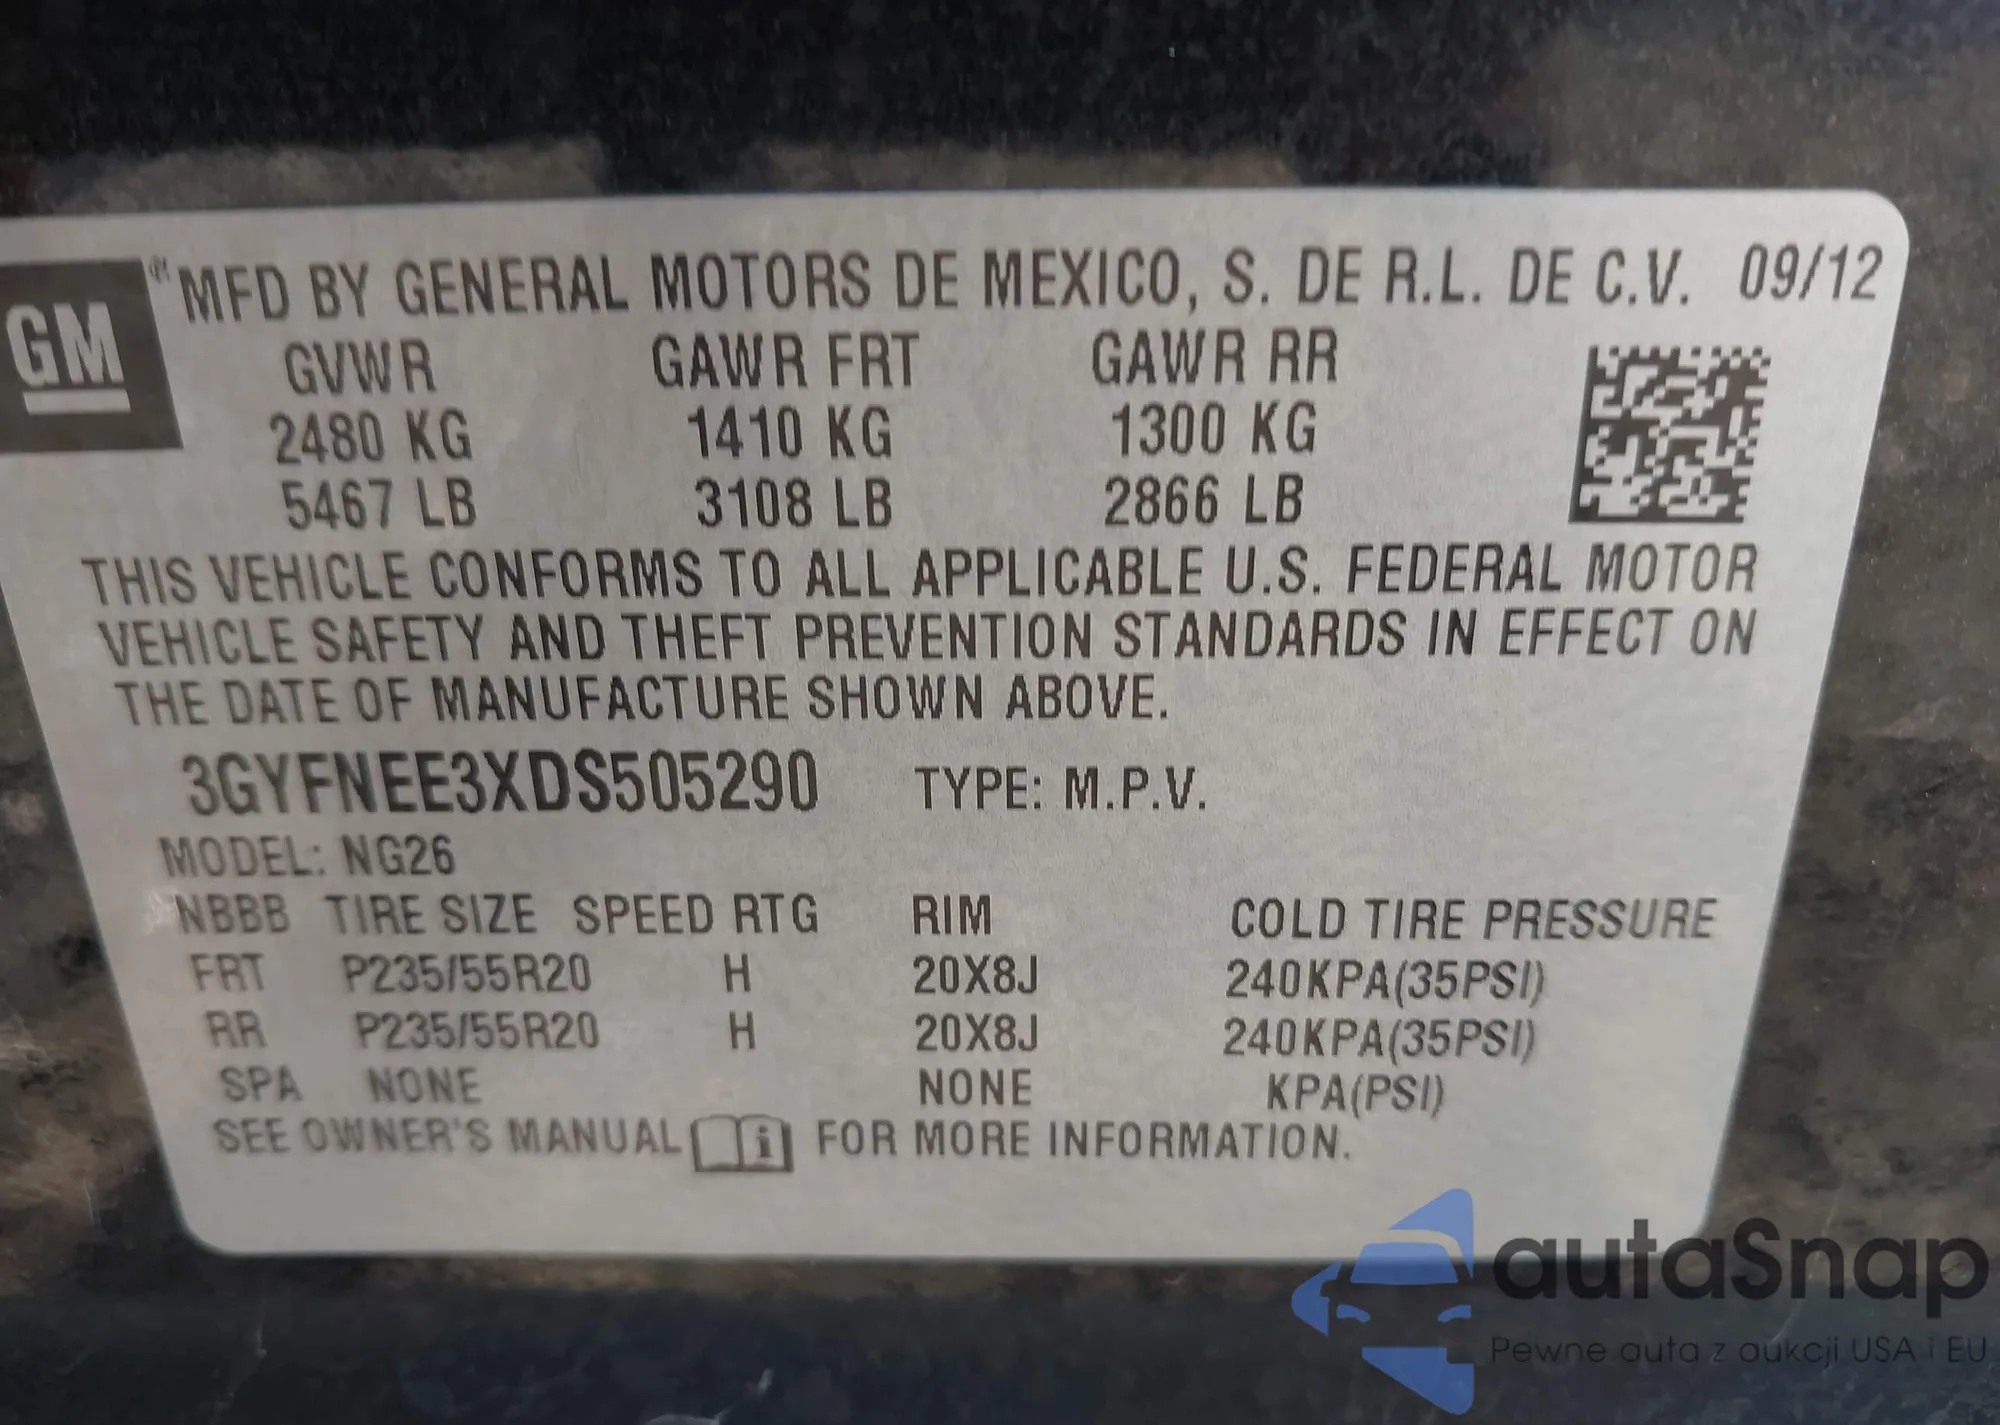 GM
® MFD BY GENERAL MOTORS DE MEXICO, S. DE R.L. DE C.V. 09/12
GVWR GAWR FRT GAWR RR
2480 KG 1410 KG 1300 KG
5467 LB 3108 LB 2866 LB
THIS VEHICLE CONFORMS TO ALL APPLICABLE U.S. FEDERAL MOTOR
VEHICLE SAFETY AND THEFT PREVENTION STANDARDS IN EFFECT ON
THE DATE OF MANUFACTURE SHOWN ABOVE.
3GYFNEE3XDS505290 TYPE: M.P.V.
MODEL: NG26
NBBB TIRE SIZE SPEED RTG RIM COLD TIRE PRESSURE
FRT P235/55R20 H 20X8J 240KPA(35PSI)
RR P235/55R20 H 20X8J 240KPA(35PSI)
SPA NONE NONE KPA(PSI)
SEE OWNER'S MANUAL i FOR MORE INFORMATION.
autaSnap
Pewne auta z aukcji USA i EU